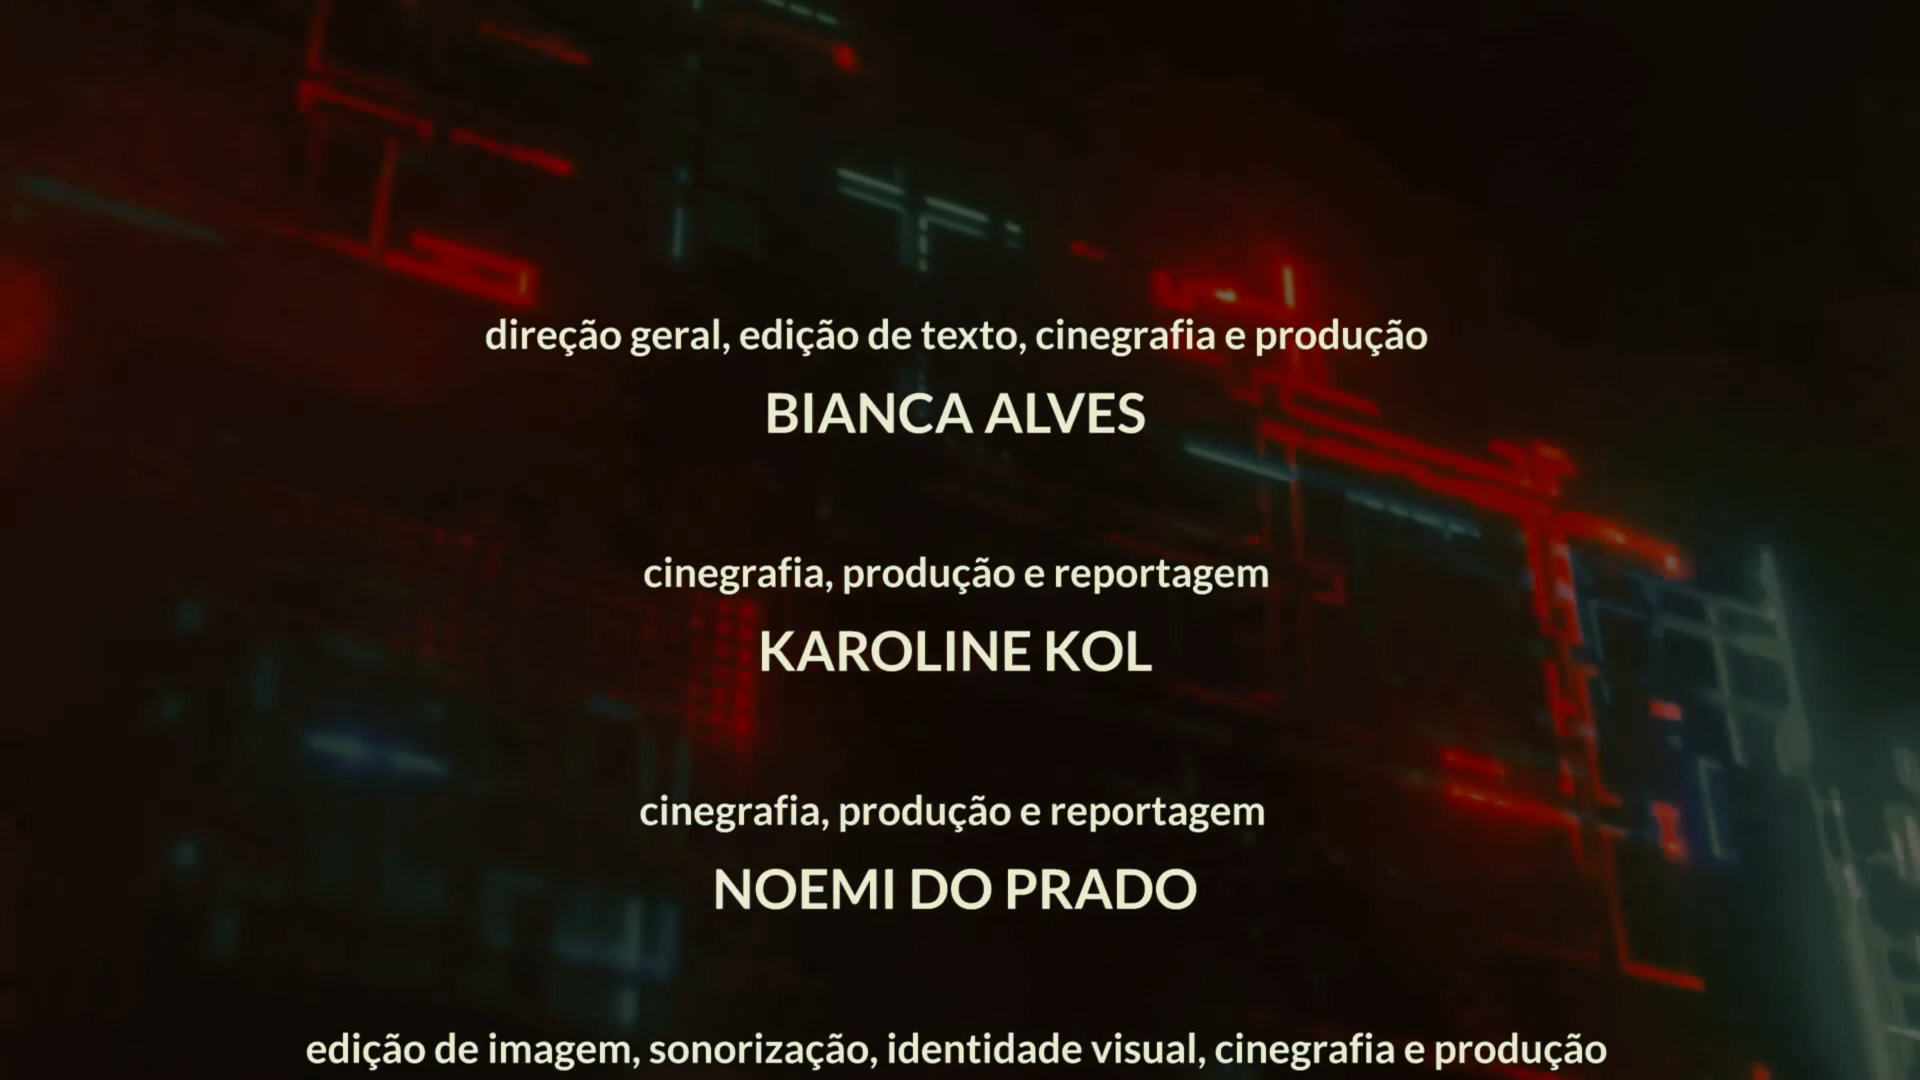 direção geral, edição de texto, cinegrafia e produção
BIANCA ALVES
cinegrafia, produção e reportagem
KAROLINE KOL
cinegrafia, produção e reportagem
NOEMI DO PRADO
edição de imagem, sonorização, identidade visual, cinegrafia e produção